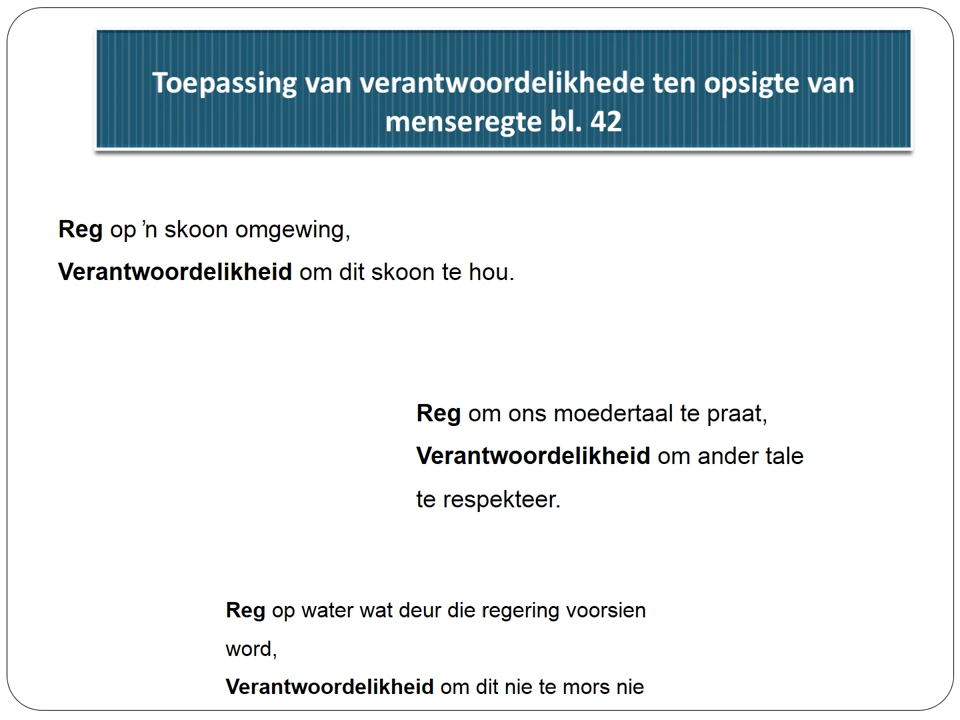 Toepassing van verantwoordelikhede ten opsigte van
menseregte bl. 42
Reg op ’n skoon omgewing,
Verantwoordelikheid om dit skoon te hou.
Reg om ons moedertaal te praat,
Verantwoordelikheid om ander tale
te respekteer.
Reg op water wat deur die regering voorsien
word,
Verantwoordelikheid om dit nie te mors nie